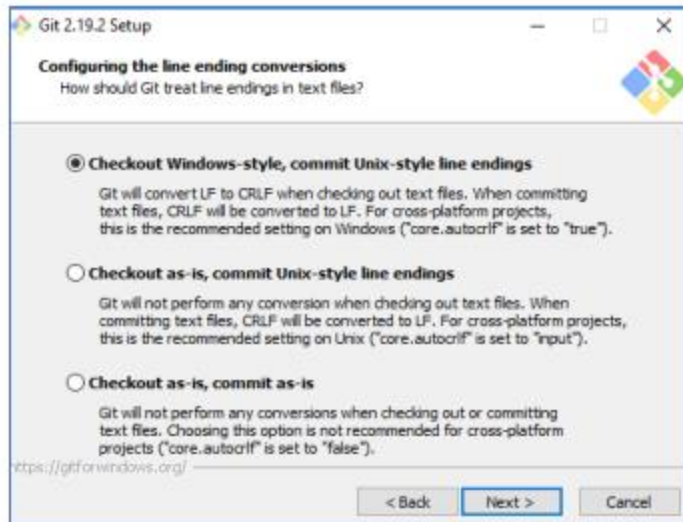 Git 2.19.2 Setup
Configuring the line ending conversions
How should Git treat line endings in text files?
Checkout Windows-style, commit Unix-style line endings
Git will convert LF to CRLF when checking out text files. When committing
text files, CRLF will be converted to LF. For cross-platform projects,
this is the recommended setting on Windows ("core.autocrlf" is set to "true").
Checkout as-is, commit Unix-style line endings
Git will not perform any conversion when checking out text files. When
committing text files, CRLF will be converted to LF. For cross-platform projects,
this is the recommended setting on Unix ("core.autocrlf" is set to "input").
Checkout as-is, commit as-is
Git will not perform any conversions when checking out or committing
text files. Choosing this option is not recommended for cross-platform
projects ("core.autocrlf" is set to "false").
https://gitforwindows.org/
< Back Next > Cancel